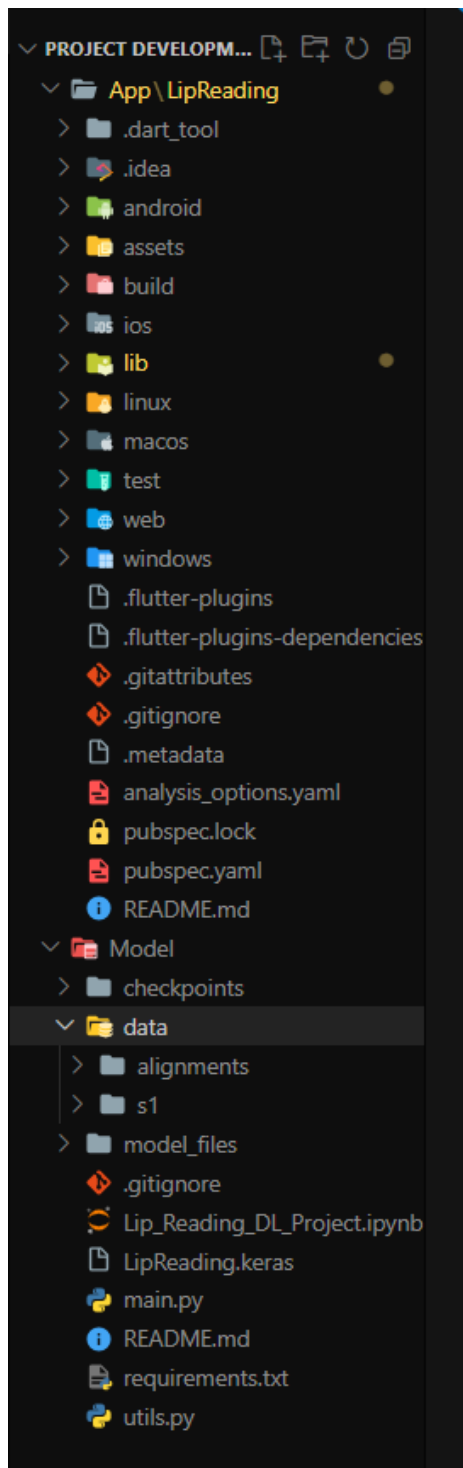 PROJECT DEVELOPM...
App\LipReading
.dart_tool
.idea
android
assets
build
ios
lib
linux
macos
test
web
windows
.flutter-plugins
.flutter-plugins-dependencies
.gitattributes
.gitignore
.metadata
analysis_options.yaml
pubspec.lock
pubspec.yaml
README.md
Model
checkpoints
data
alignments
s1
model_files
.gitignore
Lip_Reading_DL_Project.ipynb
LipReading.keras
main.py
README.md
requirements.txt
utils.py